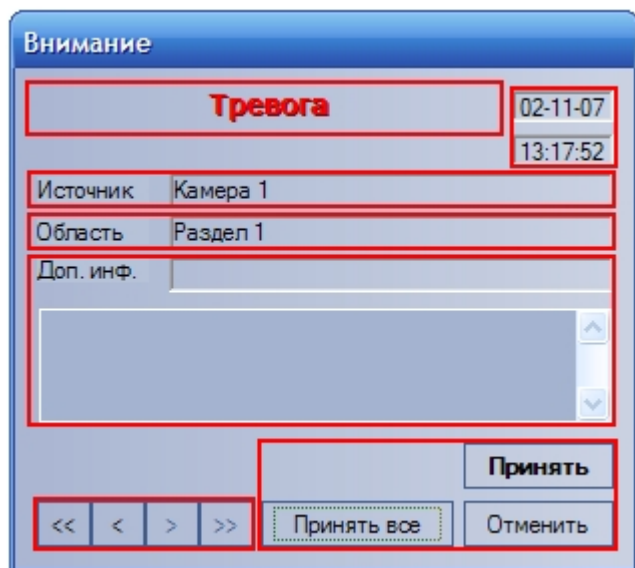 Внимание
Тревога 02-11-07
13:17:52
Источник Камера 1
Область Раздел 1
Доп. инф.
Принять
<< < > >> Принять все Отменить